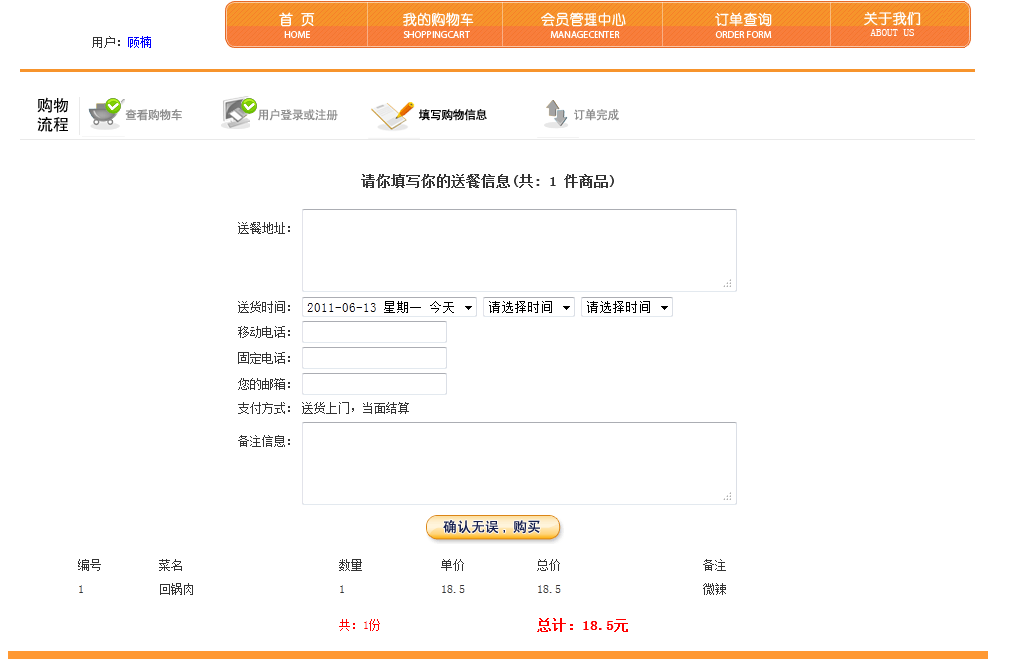 首 页 我的购物车 会员管理中心 订单查询 关于我们
HOME SHOPPINGCART MANAGECENTER ORDER FORM ABOUT US
用户: 顾楠
购物
流程
查看购物车 用户登录或注册 填写购物信息 订单完成
请你填写你的送餐信息(共: 1 件商品)
送餐地址:
送货时间: 2011-06-13 星期一 今天 请选择时间 请选择时间
移动电话:
固定电话:
您的邮箱:
支付方式: 送货上门，当面结算
备注信息:
确认无误，购买
编号 菜名 数量 单价 总价 备注
1 回锅肉 1 18.5 18.5 微辣
共: 1份 总计: 18.5元